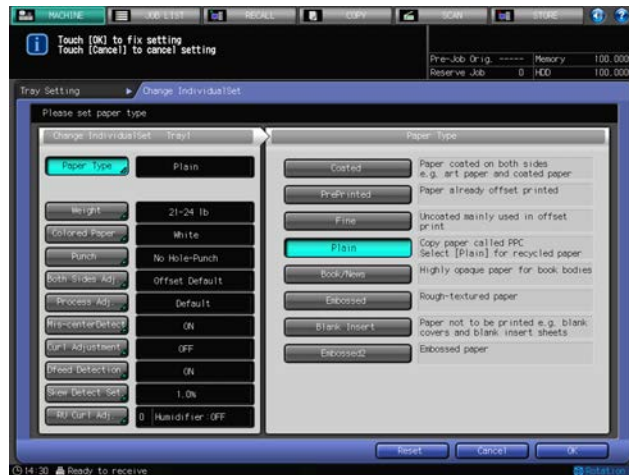 MACHINE
JOB LIST
RECALL
COPY
SCAN
STORE
Touch [OK] to fix setting
Touch [Cancel] to cancel setting
Pre-Job Orig. ----- Memory 100.000
Reserve Job 0 HDD 100.000
Tray Setting
Change IndividualSet
Please set paper type
Change IndividualSet Tray1
Paper Type Plain
Weight 21-24 lb
Colored Paper White
Punch No Hole-Punch
Both Sides Adj. Offset Default
Process Adj. Default
Mis-centerDetect ON
Curl Adjustment OFF
Dfeed Detection ON
Skew Detect Set. 1.0%
RU Curl Adj. 0 Humidifier:OFF
Paper Type
Coated Paper coated on both sides
e.g. art paper and coated paper
PrePrinted Paper already offset printed
Fine Uncoated mainly used in offset
print
Plain Copy paper called PPC
Select [Plain] for recycled paper
Book/News Highly opaque paper for book bodies
Embossed Rough-textured paper
Blank Insert Paper not to be printed e.g. blank
covers and blank insert sheets
Embossed2 Embossed paper
Reset
Cancel
OK
14:30 Ready to receive
Rotation